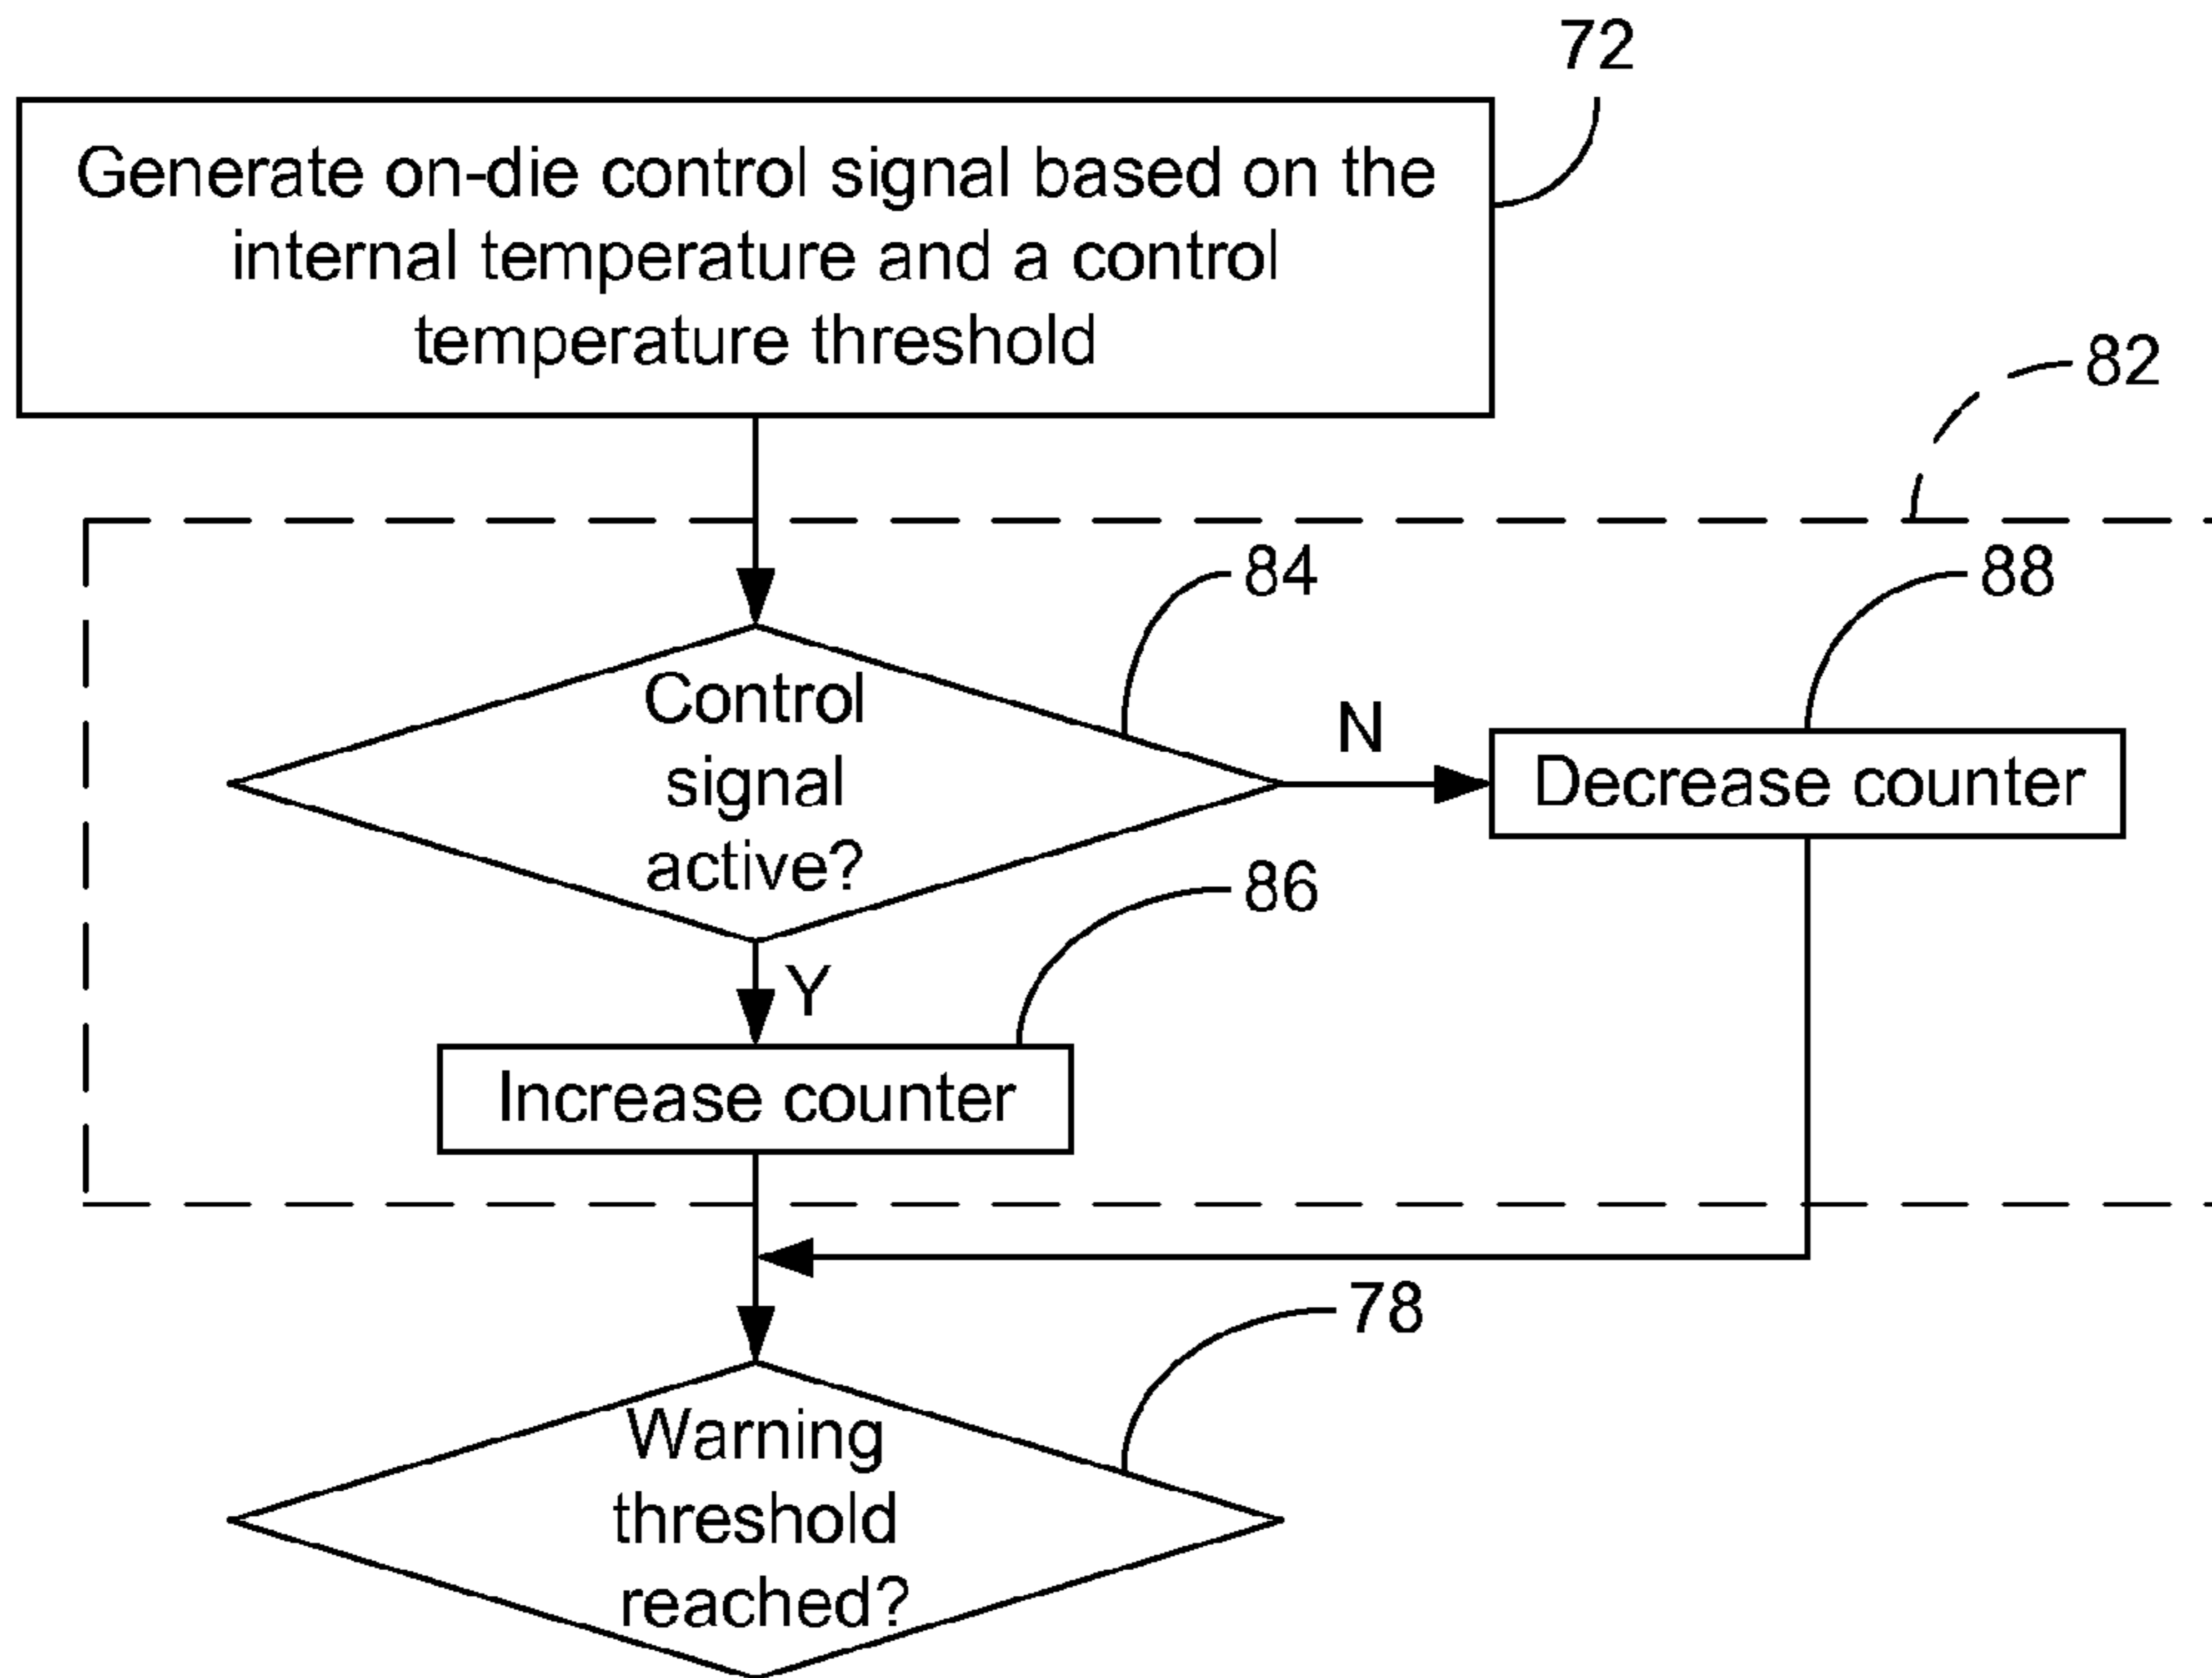 72
Generate on-die control signal based on the
internal temperature and a control
temperature threshold
82
84
88
Control
signal
active?
N
Decrease counter
86
Y
Increase counter
78
Warning
threshold
reached?